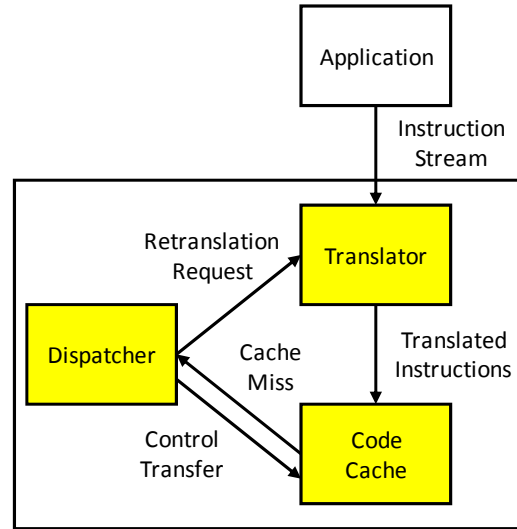 Application
Instruction
Stream
Retranslation
Request
Translator
Dispatcher
Cache
Miss
Translated
Instructions
Control
Transfer
Code
Cache